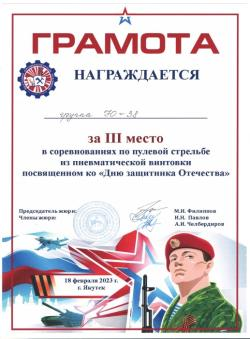 ГРАМОТА
НАГРАЖДАЕТСЯ
группа ЮО-38
за III место
в соревнованиях по пулевой стрельбе
из пневматической винтовки
посвященном ко «Дню защитника Отечества»
Председатель жюри: М.Н. Филиппов
Члены жюри: Н.Н. Павлов
А.И. Челбердиров
18 февраля 2023 г.
г. Якутск